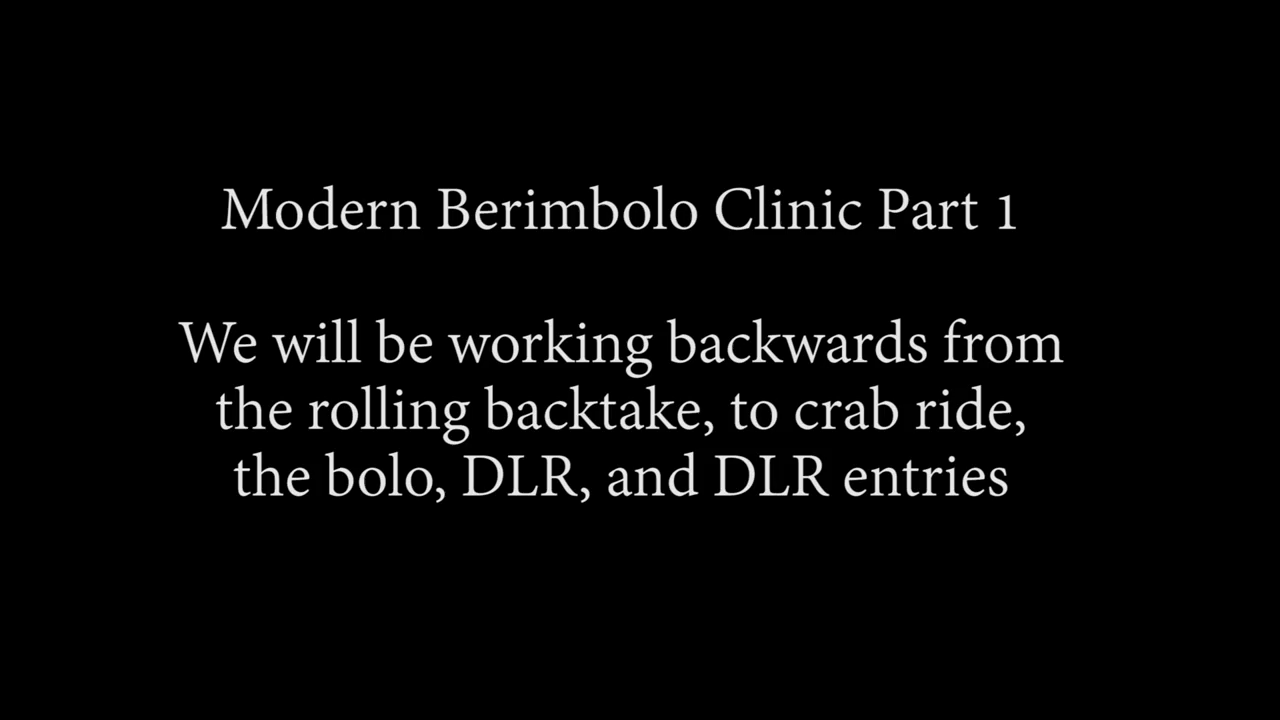 Modern Berimbolo Clinic Part 1
We will be working backwards from
the rolling backtake, to crab ride,
the bolo, DLR, and DLR entries